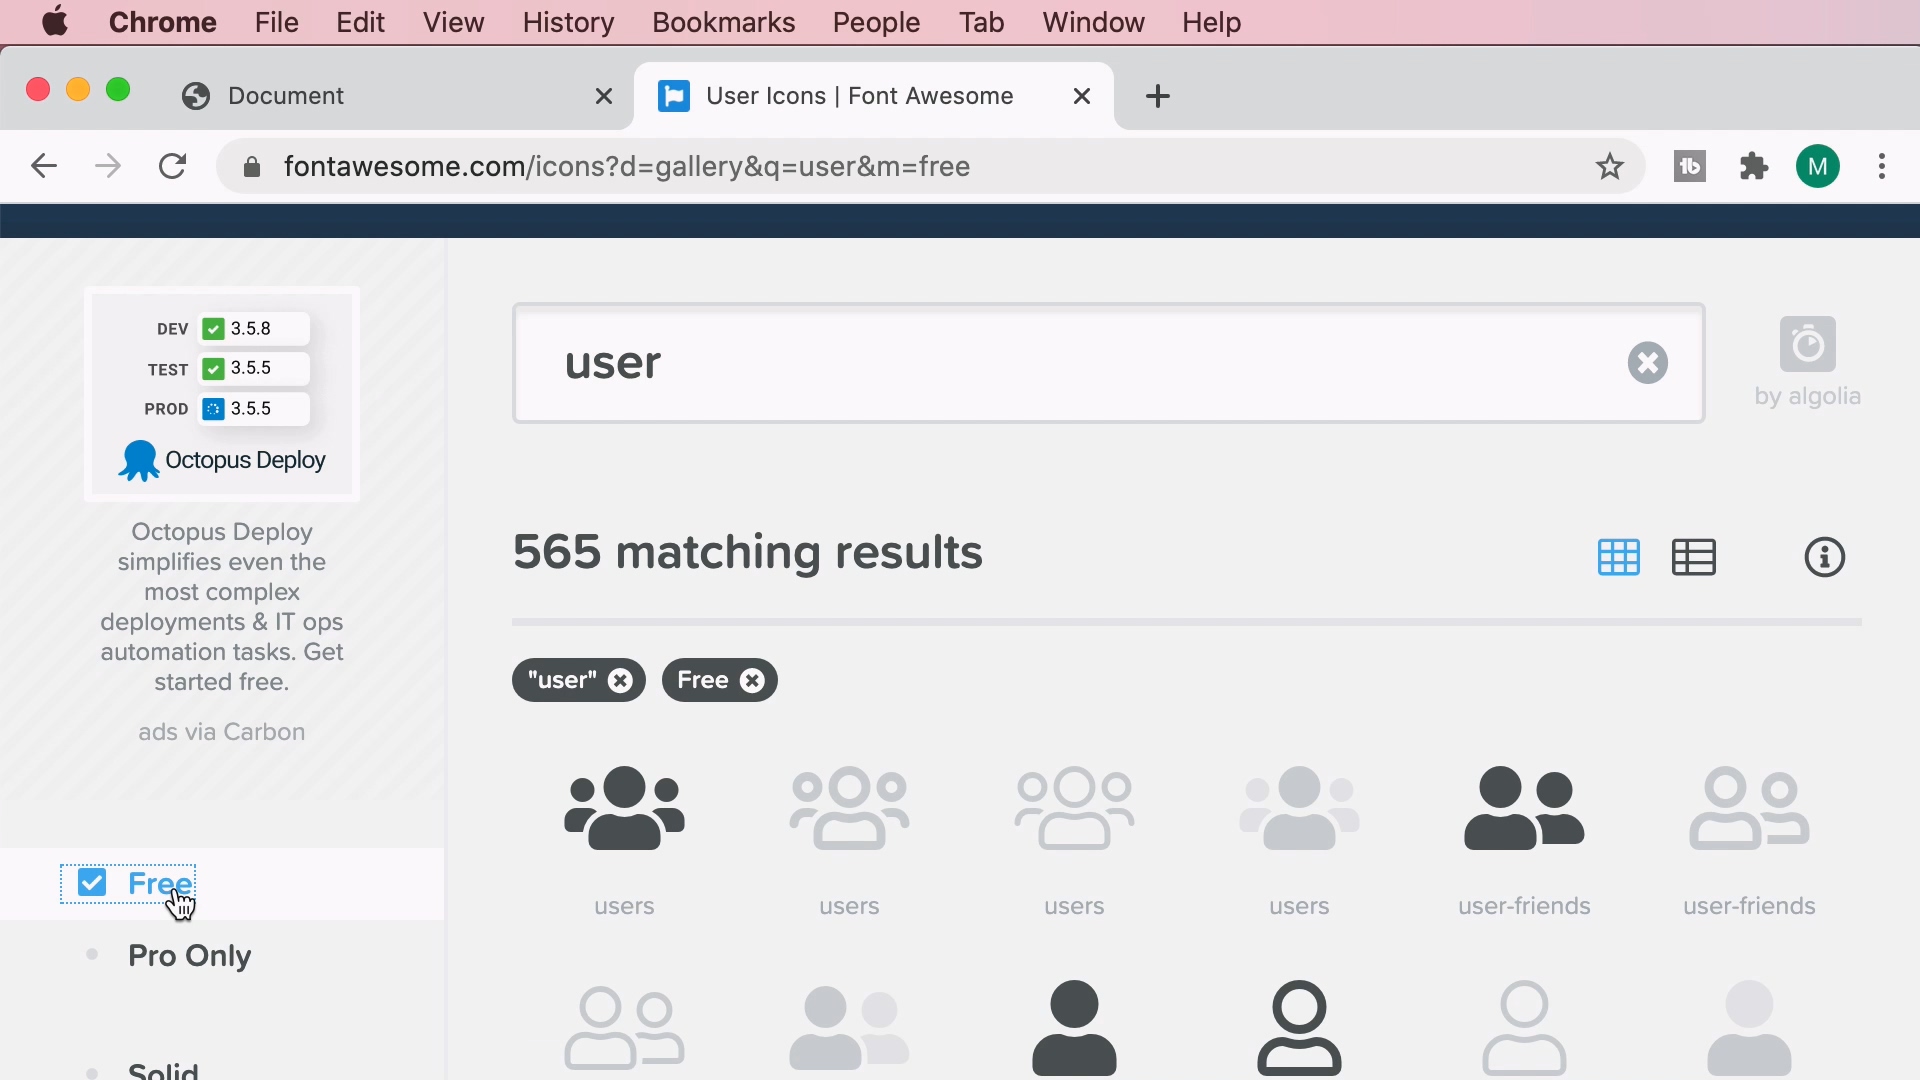 Chrome File Edit View History Bookmarks People Tab Window Help
Document
User Icons | Font Awesome
fontawesome.com/icons?d=gallery&q=user&m=free
M
DEV 3.5.8
TEST 3.5.5
PROD 3.5.5
Octopus Deploy
Octopus Deploy
simplifies even the
most complex
deployments & IT ops
automation tasks. Get
started free.
ads via Carbon
Free
Pro Only
Solid
user
by algolia
565 matching results
"user"
Free
users
users
users
users
user-friends
user-friends